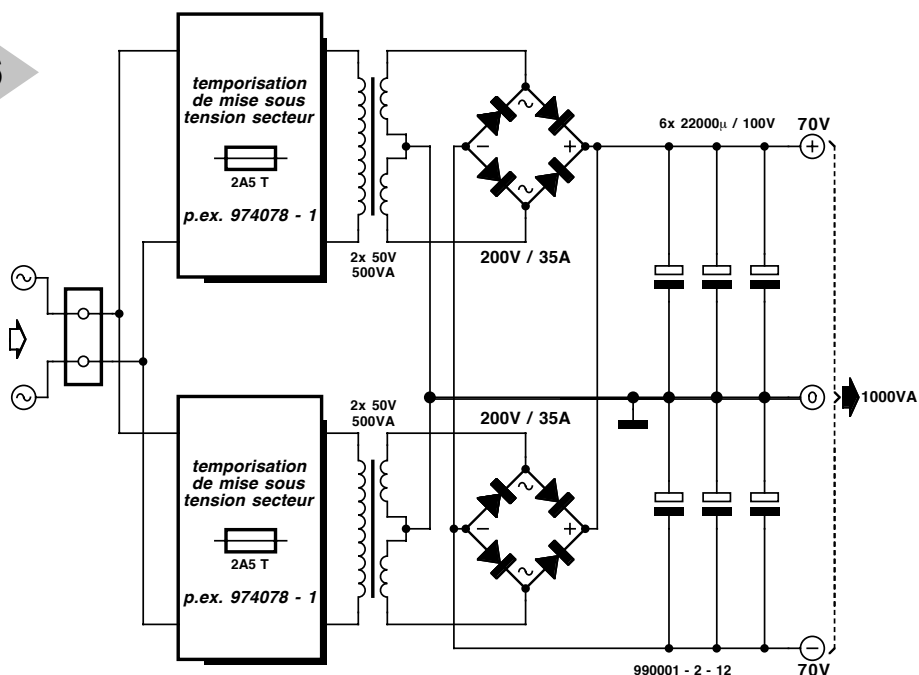 temporisation
de mise sous
tension secteur
2A5 T
p.ex. 974078 - 1
2x 50V
500VA
~
~
−
+
200V / 35A
6x 22000µ / 100V
70V
+
~
~
0
1000VA
temporisation
de mise sous
tension secteur
2A5 T
p.ex. 974078 - 1
2x 50V
500VA
200V / 35A
~
~
−
+
−
70V
990001 - 2 - 12